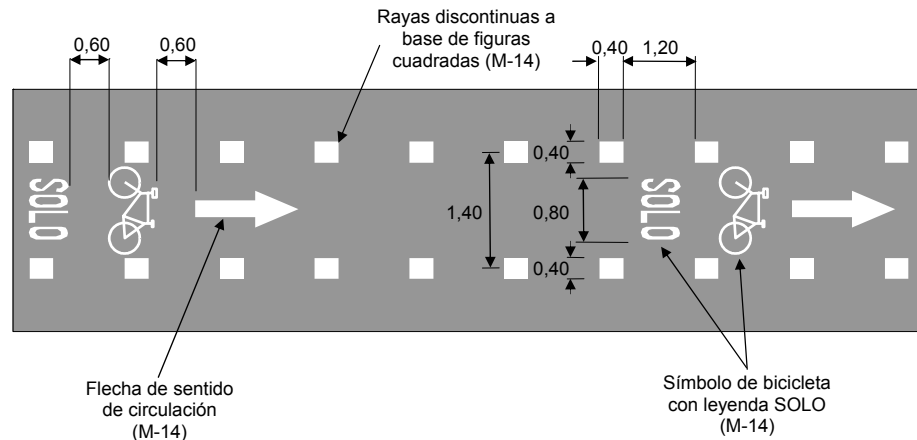 Rayas discontinuas a
base de figuras
cuadradas (M-14)
0,60
0,60
0,40
1,20
0,40
1,40
0,80
0,40
SOLO
SOLO
Flecha de sentido
de circulación
(M-14)
Símbolo de bicicleta
con leyenda SOLO
(M-14)